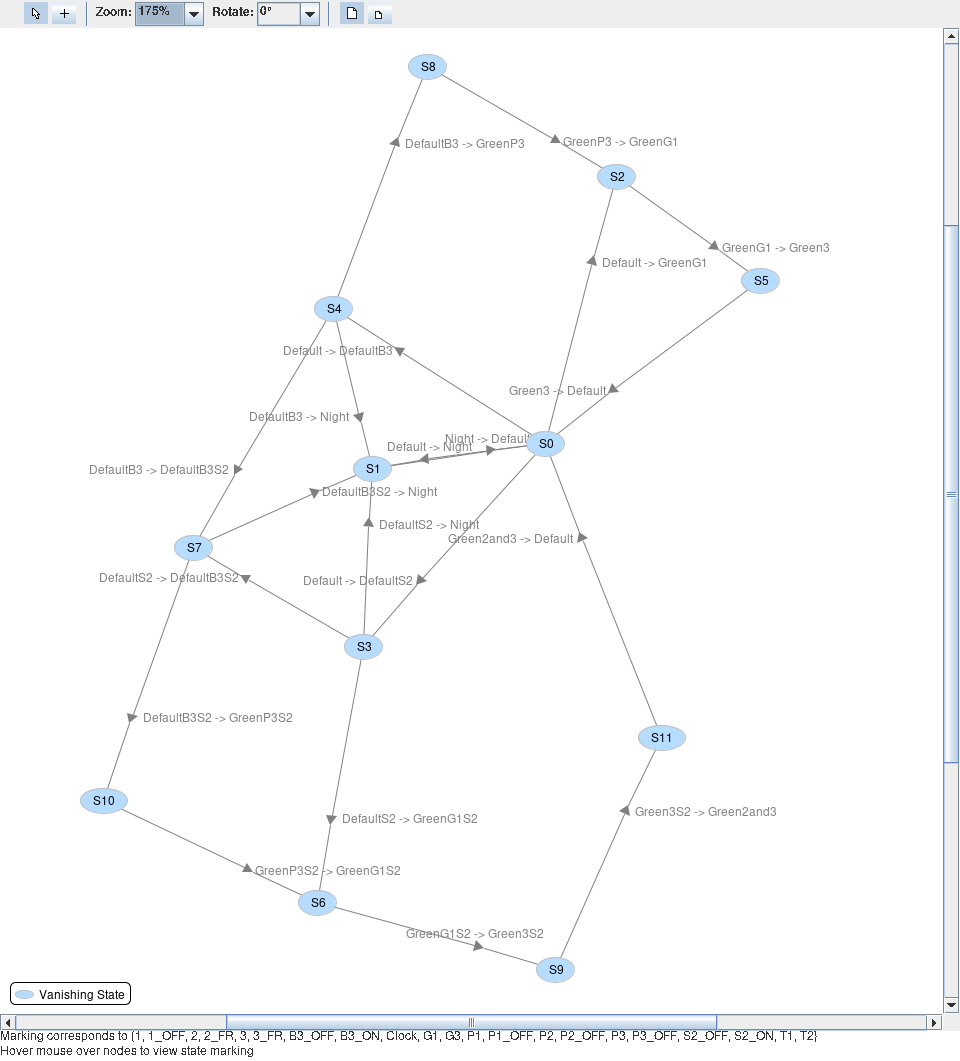 Zoom: 175% Rotate: 0°
S8
DefaultB3 -> GreenP3
GreenP3 -> GreenG1
S2
GreenG1 -> Green3
Default -> GreenG1
S5
S4
Default -> DefaultB3
Green3 -> Default
DefaultB3 -> Night
Night -> Default
S0
Default -> Night
DefaultB3 -> DefaultB3S2
S1
DefaultB3S2 -> Night
DefaultS2 -> Night
Green2and3 -> Default
S7
DefaultS2 -> DefaultB3S2
Default -> DefaultS2
S3
DefaultB3S2 -> GreenP3S2
S11
S10
Green3S2 -> Green2and3
DefaultS2 -> GreenG1S2
GreenP3S2 -> GreenG1S2
S6
GreenG1S2 -> Green3S2
S9
Vanishing State
Marking corresponds to {1, 1_OFF, 2, 2_FR, 3, 3_FR, B3_OFF, B3_ON, Clock, G1, G3, P1, P1_OFF, P2, P2_OFF, P3, P3_OFF, S2_OFF, S2_ON, T1, T2}
Hover mouse over nodes to view state marking